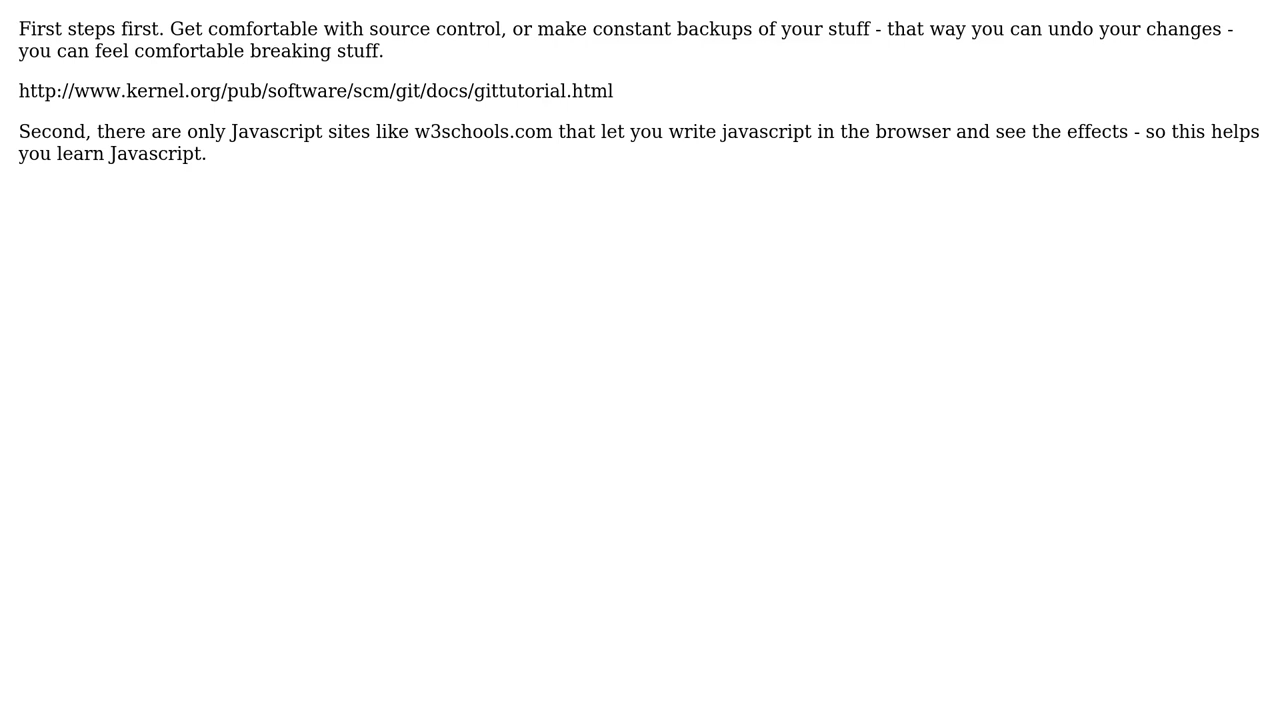 First steps first. Get comfortable with source control, or make constant backups of your stuff - that way you can undo your changes -
you can feel comfortable breaking stuff.
http://www.kernel.org/pub/software/scm/git/docs/gittutorial.html
Second, there are only Javascript sites like w3schools.com that let you write javascript in the browser and see the effects - so this helps
you learn Javascript.